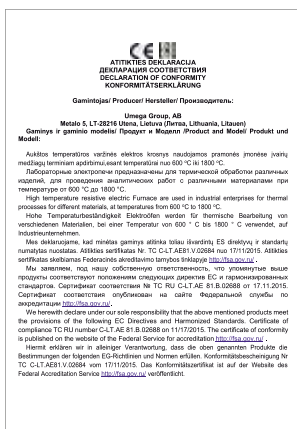 CE
ATITIKTIES DEKLARACIJA
ДЕКЛАРАЦИЯ СООТВЕТСТВИЯ
DECLARATION OF CONFORMITY
KONFORMITÄTSERKLÄRUNG
Gamintojas/ Producer/ Hersteller/ Производитель:
Umega Group, AB
Metalo 5, LT-28216 Utena, Lietuva (Литва, Lithuania, Litauen)
Gaminys ir gaminio modelis/ Продукт и Моделл /Product and Model/ Produkt und
Modell:
Aukštos temperatūros varžinės elektros krosnys naudojamos pramonės įmonėse įvairių
medžiagų terminiam apdirbimui,esant temperatūrai nuo 600 °C iki 1800 °C.
Лабораторные электропечи предназначены для термической обработки различных
изделий, для проведения аналитических работ с различными материалами при
температуре от 600 °C до 1800 °C.
High temperature resistive electric Furnace are used in industrial enterprises for thermal
processes for different materials, at temperatures from 600 °C to 1800 °C.
Hohe Temperaturbeständigkeit Elektroöfen werden für thermische Bearbeitung von
verschiedenen Materialien, bei einer Temperatur von 600 ° C bis 1800 ° C verwendet, auf
Industrieunternehmen.
Mes deklaruojame, kad minėtas gaminys atitinka toliau išvardintų ES direktyvų ir standartų
numatytas nuostatas. Atitikties sertifikatas Nr. TC RU C-LT.AE81.B.02688 nuo 17/11/2015. Atitikties
sertifikatas skelbiamas Federacinės akreditavimo tarnybos tinklapyje http://fsa.gov.ru/ .
Мы заявляем, под нашу собственную ответственность, что упомянутые выше
продукты соответствуют положениям следующих директив ЕС и гармонизированных
стандартов. Сертификат соответствия № TC RU C-LT.AE 81.B.02688 от 17.11.2015.
Сертификат соответствия опубликован на сайте Федеральной службы по
аккредитации http://fsa.gov.ru/ .
We herewith declare under our sole responsibility that the above mentioned products meet
the provisions of the following EC Directives and Harmonized Standards. Certificate of
compliance TC RU number C-LT.AP 81.B.02688 on 11/17/2015. The certificate of conformity
is published on the website of the Federal Service for accreditation http://fsa.gov.ru/ .
Hiermit erklären wir in alleiniger Verantwortung, dass die oben genannten Produkte die
Bestimmungen der folgenden EG-Richtlinien und Normen erfüllen. Konformitätsbescheinigung Nr
TC RU C-LT.AE81.V.02684 vom 17/11/2015. Das Konformitätszertifikat ist auf der Website des
Federal Accreditation Service http://fsa.gov.ru/ veröffentlicht.